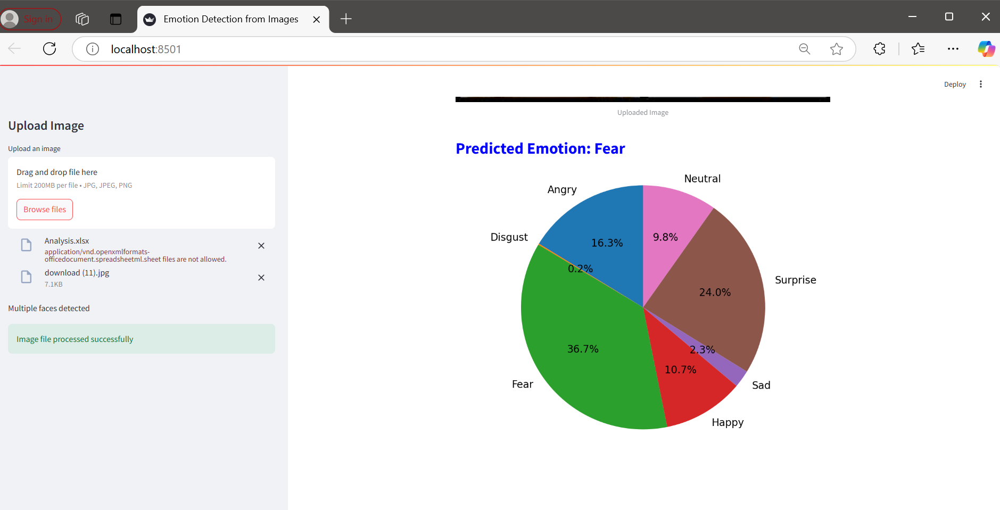 Sign in
Emotion Detection from Images
localhost:8501
Deploy
Upload Image
Upload an image
Drag and drop file here
Limit 200MB per file • JPG, JPEG, PNG
Browse files
Analysis.xlsx
application/vnd.openxmlformats-
officedocument.spreadsheetml.sheet files are not allowed.
download (11).jpg
7.1KB
Multiple faces detected
Image file processed successfully
Uploaded Image
Predicted Emotion: Fear
Neutral
Angry
Disgust
9.8%
16.3%
0.2%
Surprise
24.0%
36.7%
2.3%
10.7%
Fear
Sad
Happy